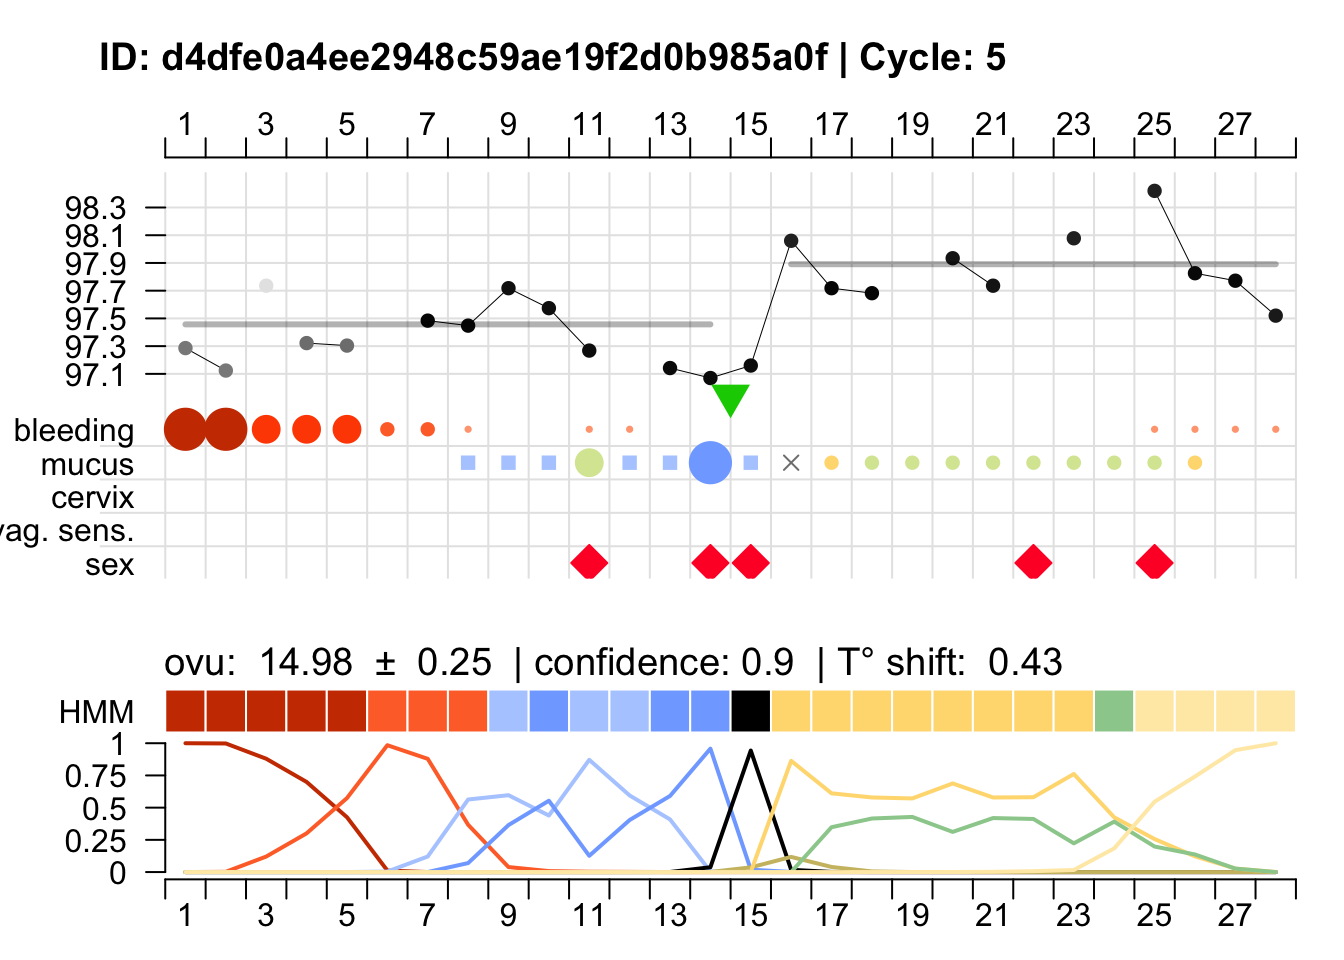 ID: d4dfe0a4ee2948c59ae19f2d0b985a0f | Cycle: 5
1 3 5 7 9 11 13 15 17 19 21 23 25 27
98.3
98.1
97.9
97.7
97.5
97.3
97.1
bleeding
mucus
cervix
vag. sens.
sex
ovu: 14.98 ± 0.25 | confidence: 0.9 | T° shift: 0.43
HMM
1
0.75
0.5
0.25
0
1 3 5 7 9 11 13 15 17 19 21 23 25 27